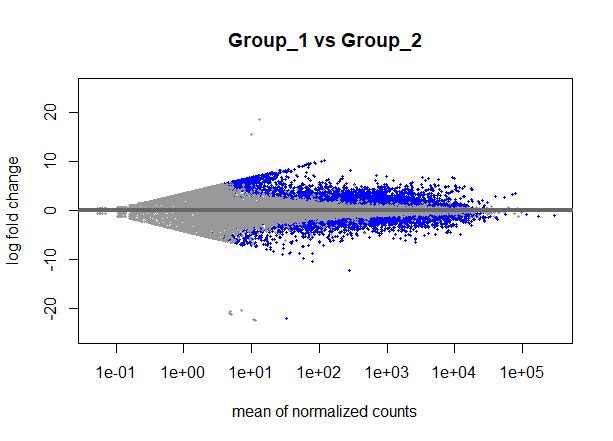 Group_1 vs Group_2
log fold change
20
10
0
-10
-20
1e-01 1e+00 1e+01 1e+02 1e+03 1e+04 1e+05
mean of normalized counts